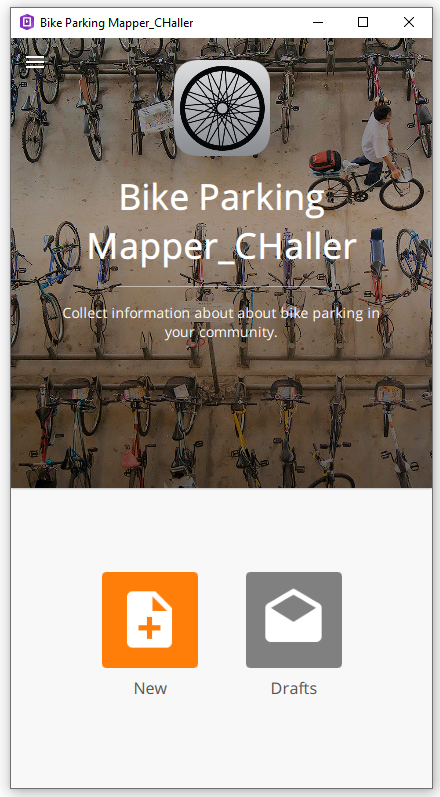 Bike Parking Mapper_CHaller
Bike Parking
Mapper_CHaller
Collect information about about bike parking in
your community.
New
Drafts